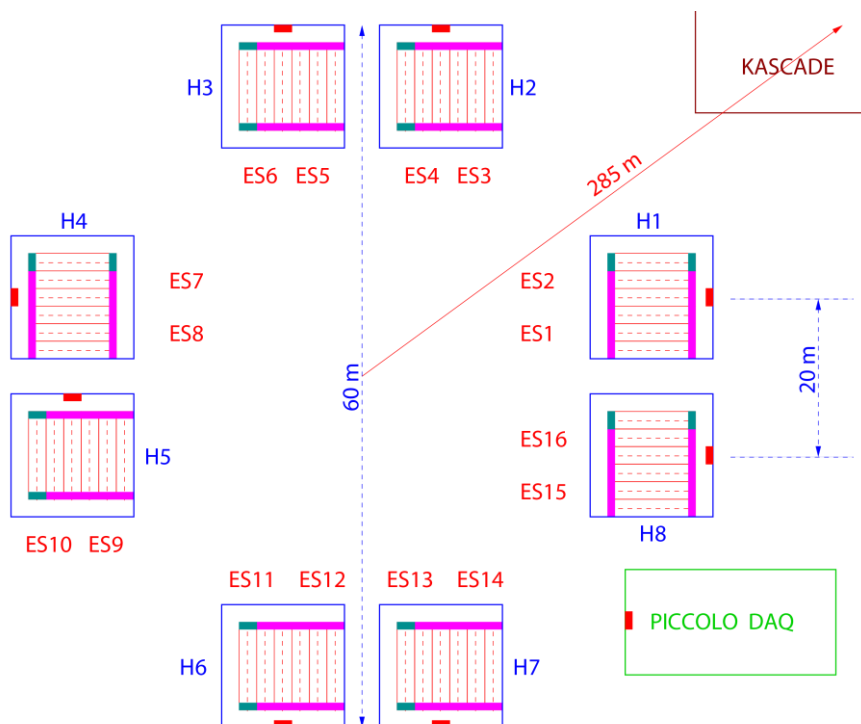 KASCADE
H3
H2
285 m
ES6 ES5
ES4 ES3
H4
H1
ES7
ES2
ES8
ES1
20 m
60 m
ES16
H5
ES15
H8
ES10 ES9
ES11 ES12
ES13 ES14
PICCOLO DAQ
H6
H7